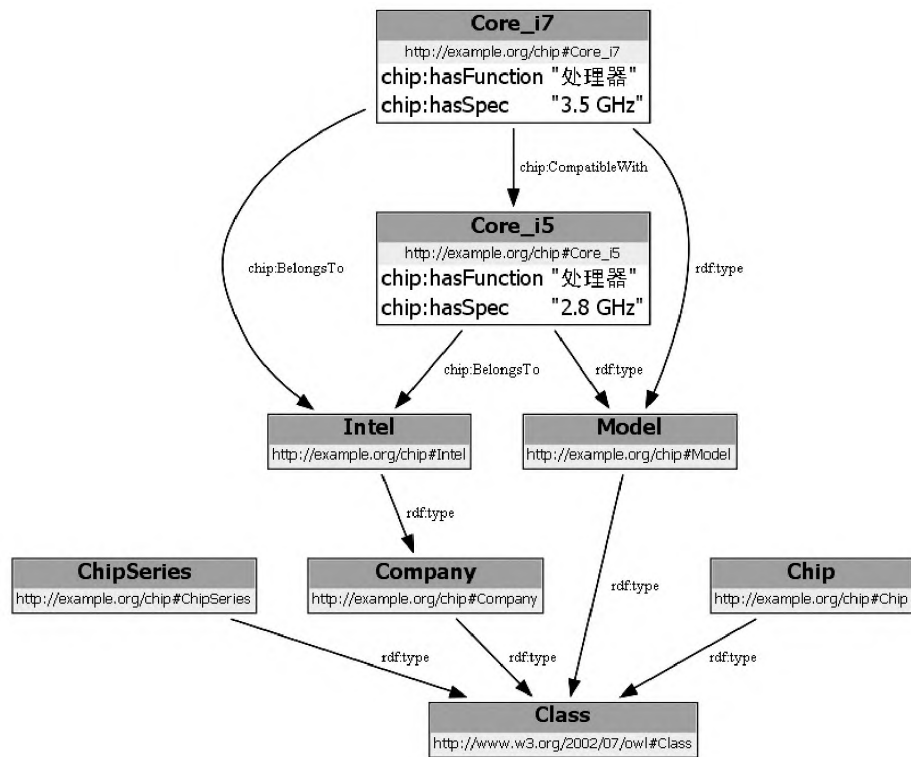 Core_i7
http://example.org/chip#Core_i7
chip:hasFunction "处理器"
chip:hasSpec "3.5 GHz"
chip:CompatibleWith
Core_i5
http://example.org/chip#Core_i5
chip:hasFunction "处理器"
chip:hasSpec "2.8 GHz"
chip:BelongsTo
rdf:type
chip:BelongsTo
rdf:type
Intel
http://example.org/chip#Intel
Model
http://example.org/chip#Model
rdf:type
ChipSeries
http://example.org/chip#ChipSeries
Company
http://example.org/chip#Company
rdf:type
Chip
http://example.org/chip#Chip
rdf:type
rdf:type
rdf:type
Class
http://www.w3.org/2002/07/owl#Class